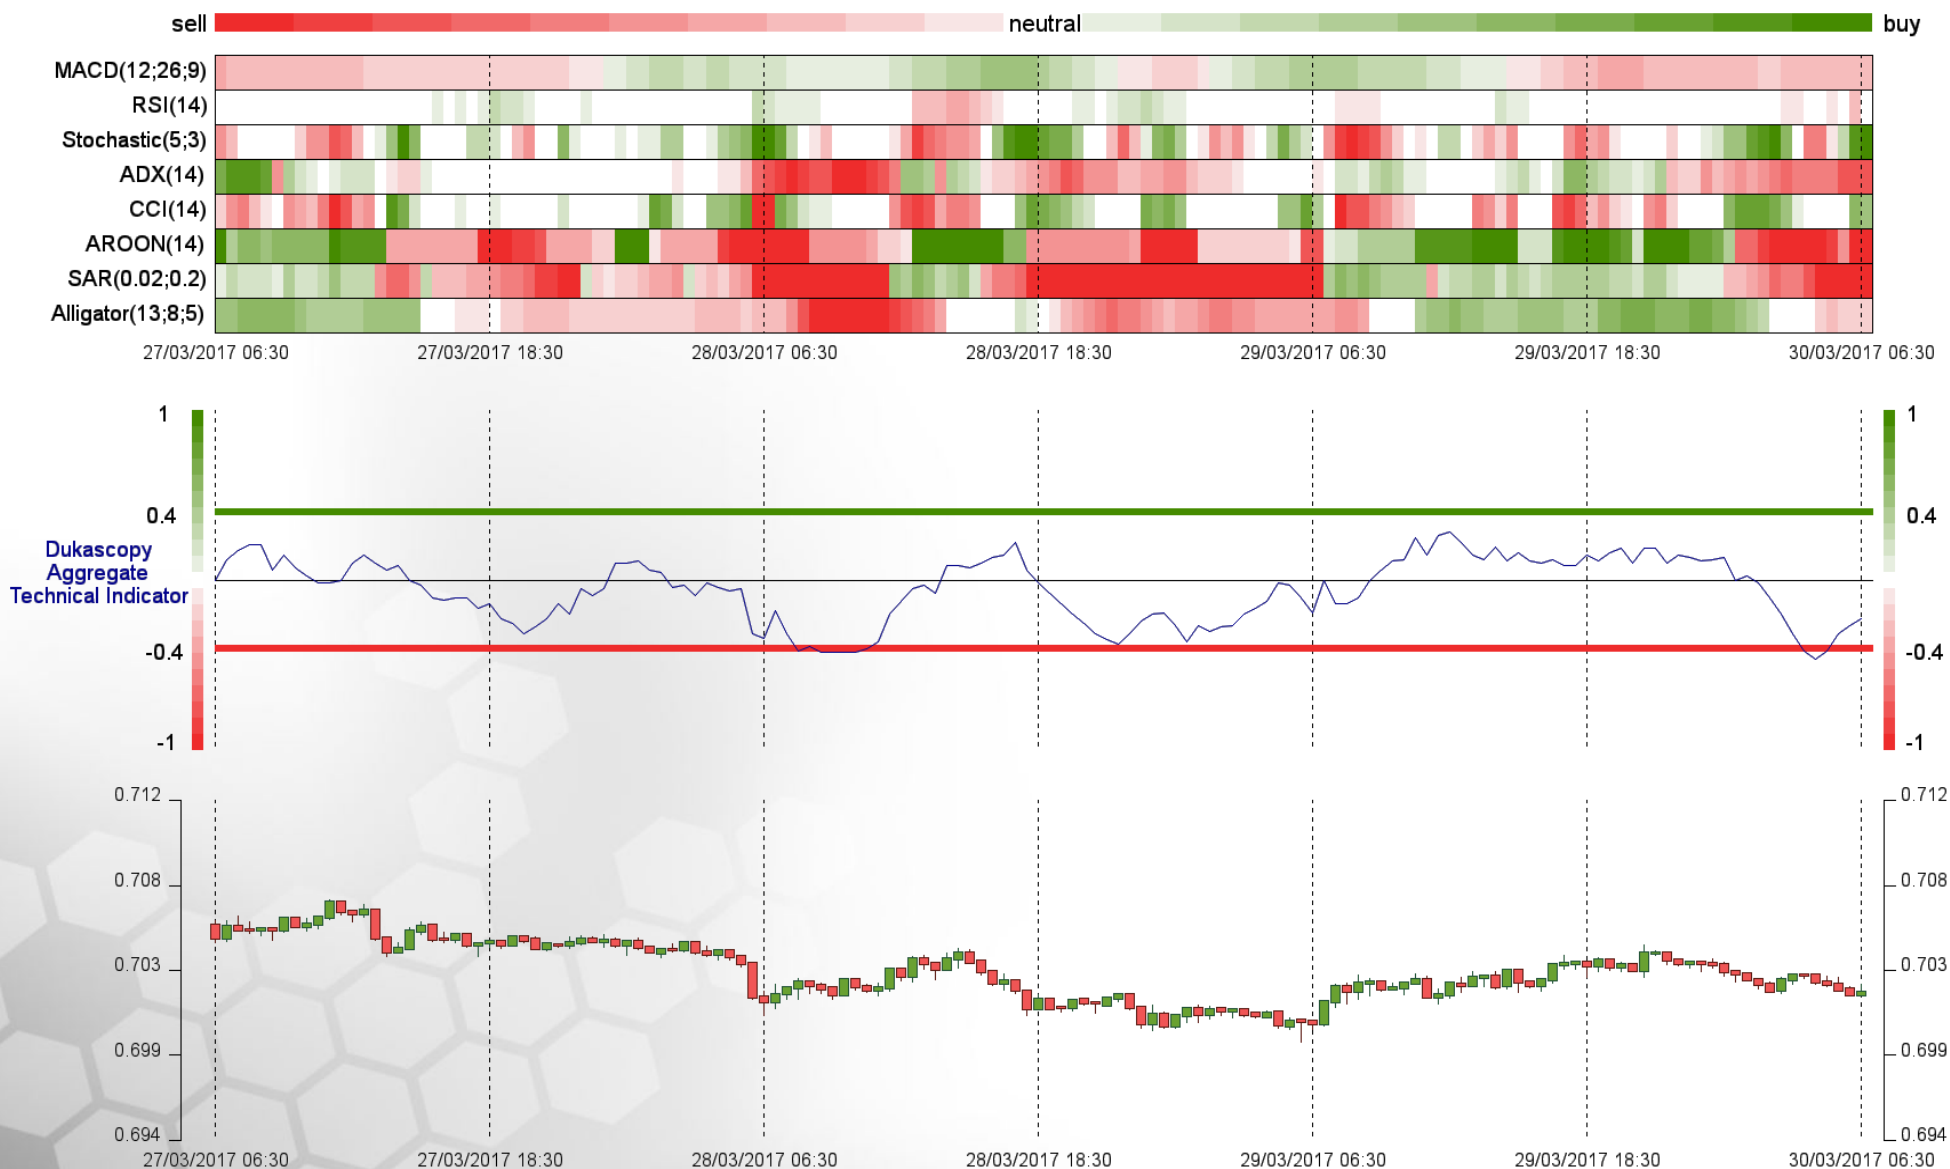 sell neutral buy
MACD(12;26;9)
RSI(14)
Stochastic(5;3)
ADX(14)
CCI(14)
AROON(14)
SAR(0.02;0.2)
Alligator(13;8;5)
27/03/2017 06:30 27/03/2017 18:30 28/03/2017 06:30 28/03/2017 18:30 29/03/2017 06:30 29/03/2017 18:30 30/03/2017 06:30
1 1
0.4 0.4
Dukascopy
Aggregate
Technical Indicator
-0.4 -0.4
-1 -1
0.712 0.712
0.708 0.708
0.703 0.703
0.699 0.699
0.694 0.694
27/03/2017 06:30 27/03/2017 18:30 28/03/2017 06:30 28/03/2017 18:30 29/03/2017 06:30 29/03/2017 18:30 30/03/2017 06:30